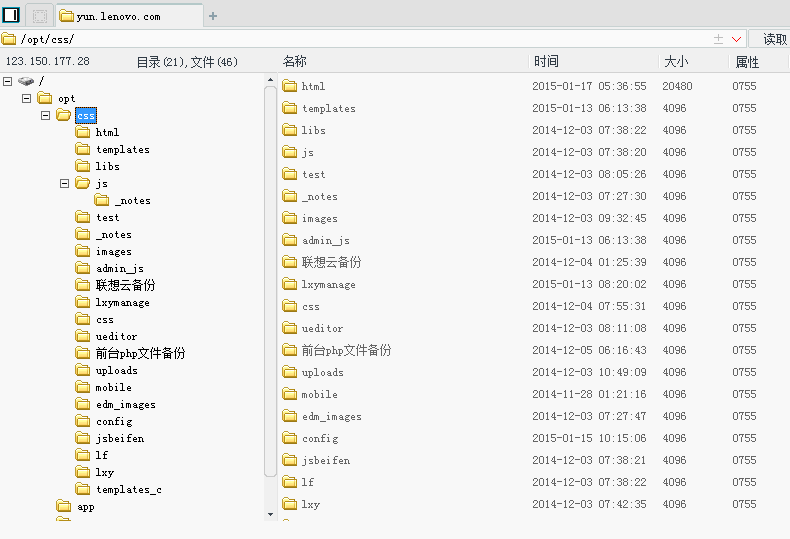 yun.lenovo.com
/opt/css/ 读取
123.150.177.28 目录(21),文件(46) 名称 时间 大小 属性
/
opt
css
html
templates
libs
js
_notes
test
_notes
images
admin_js
联想云备份
lxymanage
css
ueditor
前台php文件备份
uploads
mobile
edm_images
config
jsbeifen
lf
lxy
templates_c
app
html 2015-01-17 05:36:55 20480 0755
templates 2015-01-13 06:13:38 4096 0755
libs 2014-12-03 07:38:22 4096 0755
js 2014-12-03 07:38:20 4096 0755
test 2014-12-03 08:05:26 4096 0755
_notes 2014-12-03 07:27:30 4096 0755
images 2014-12-03 09:32:45 4096 0755
admin_js 2015-01-13 06:13:38 4096 0755
联想云备份 2014-12-04 01:25:39 4096 0755
lxymanage 2015-01-13 08:20:02 4096 0755
css 2014-12-04 07:55:31 4096 0755
ueditor 2014-12-03 08:11:08 4096 0755
前台php文件备份 2014-12-05 06:16:43 4096 0755
uploads 2014-12-03 10:49:09 4096 0755
mobile 2014-11-28 01:21:16 4096 0755
edm_images 2014-12-03 07:27:47 4096 0755
config 2015-01-15 10:15:06 4096 0755
jsbeifen 2014-12-03 07:38:21 4096 0755
lf 2014-12-03 07:38:22 4096 0755
lxy 2014-12-03 07:42:35 4096 0755